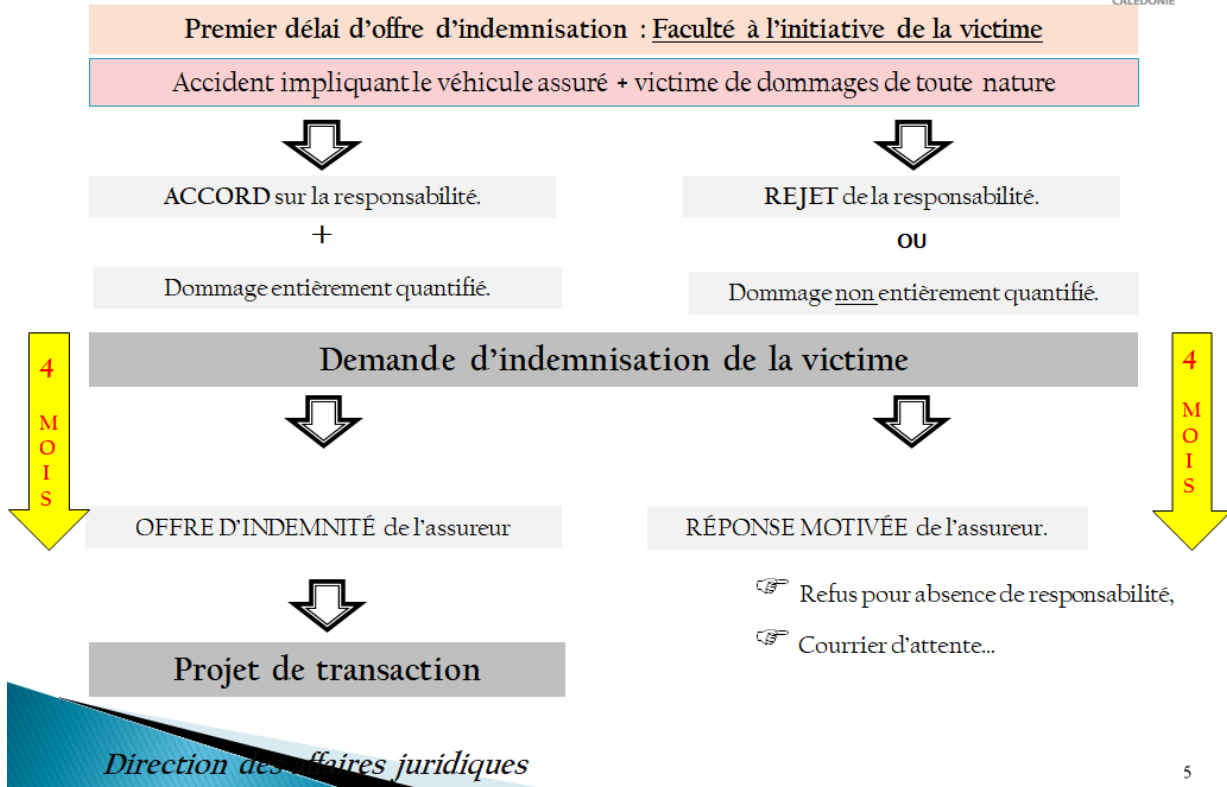 CALÉDONIE
Premier délai d’offre d’indemnisation : Faculté à l’initiative de la victime
Accident impliquant le véhicule assuré + victime de dommages de toute nature
ACCORD sur la responsabilité.
+
Dommage entièrement quantifié.
REJET de la responsabilité.
OU
Dommage non entièrement quantifié.
4
M
O
I
S
Demande d’indemnisation de la victime
4
M
O
I
S
OFFRE D’INDEMNITÉ de l’assureur
Projet de transaction
RÉPONSE MOTIVÉE de l’assureur.
Refus pour absence de responsabilité,
Courrier d’attente...
Direction des affaires juridiques
5